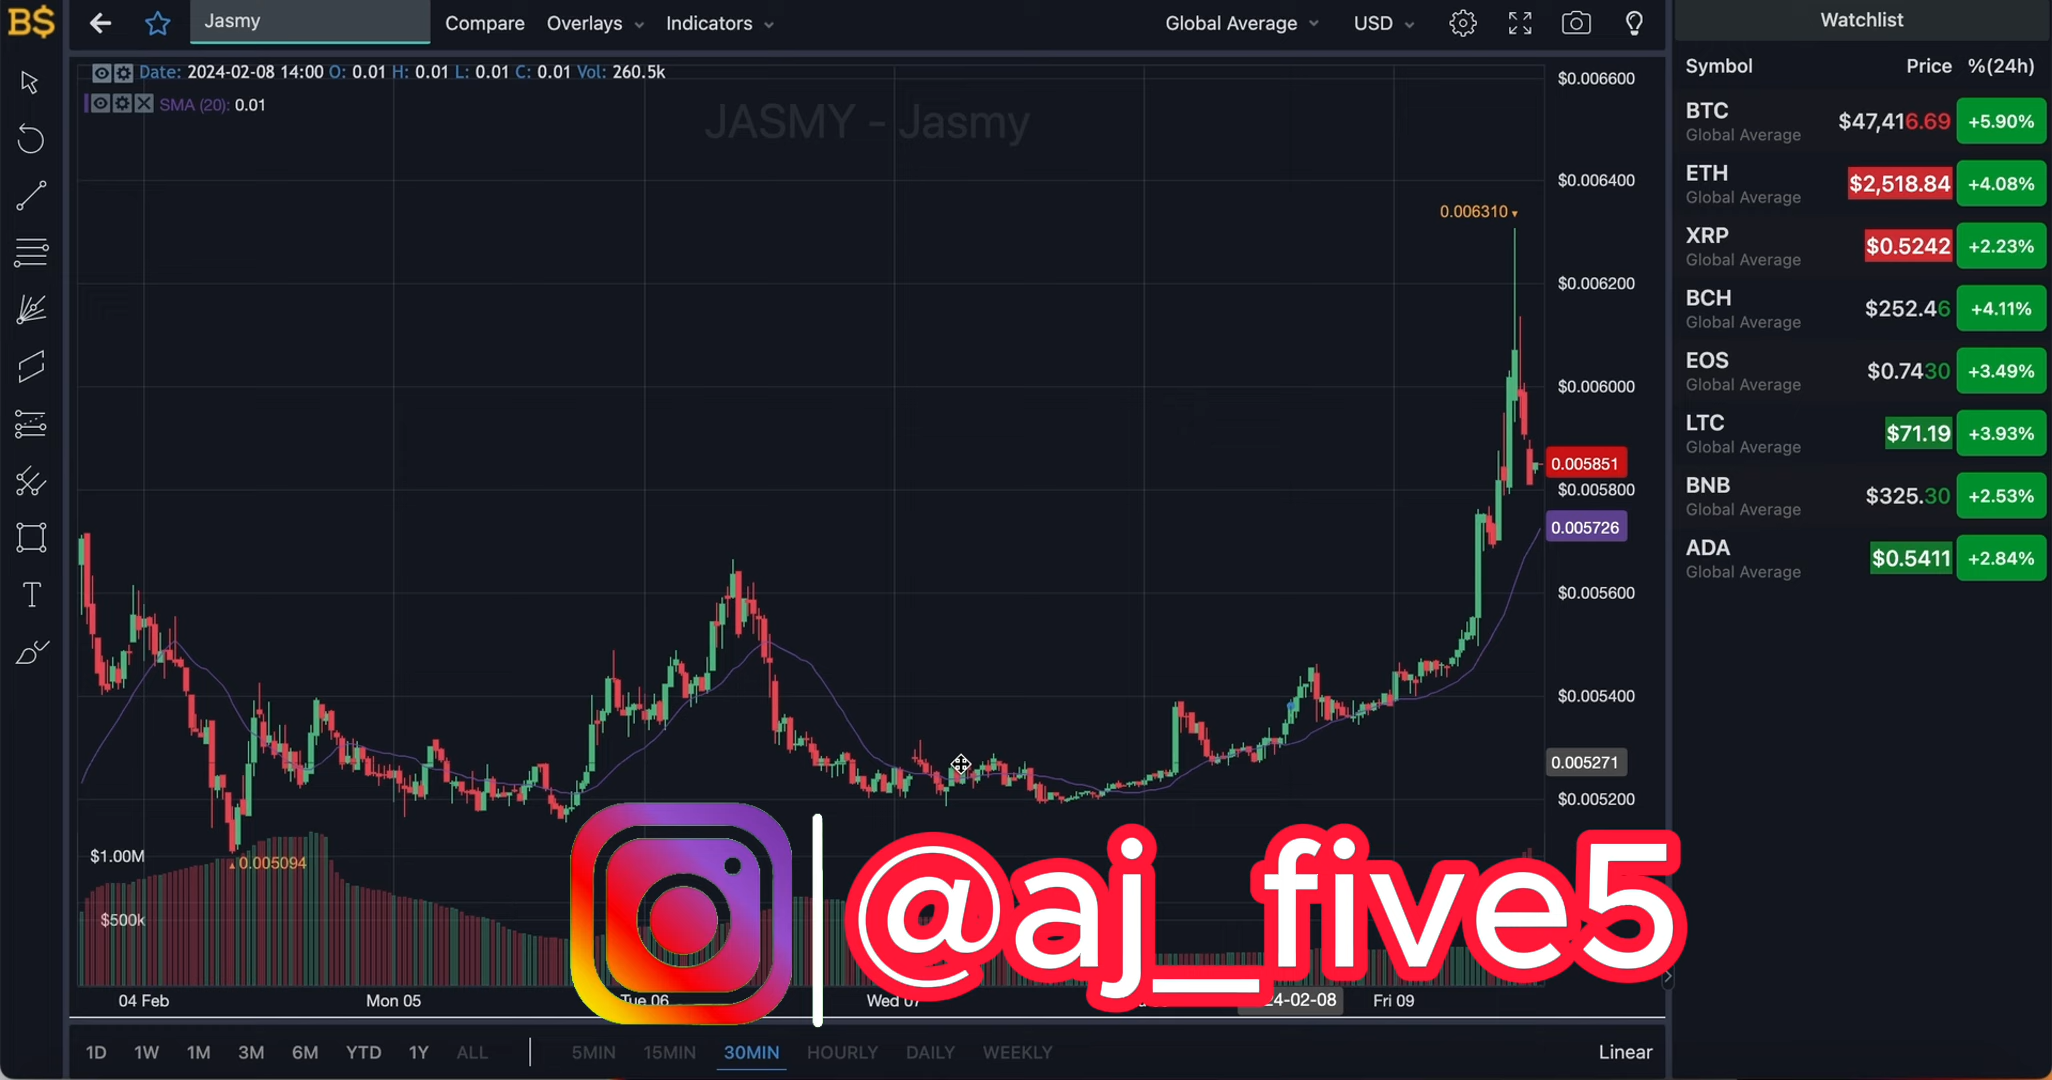 B$
Jasmy
Compare
Overlays
Indicators
Global Average
USD
Date: 2024-02-08 14:00 O: 0.01 H: 0.01 L: 0.01 C: 0.01 Vol: 260.5k
SMA (20): 0.01
JASMY - Jasmy
$0.006600
$0.006400
0.006310
$0.006200
$0.006000
0.005851
$0.005800
0.005726
$0.005600
$0.005400
0.005271
$0.005200
$1.00M
0.005094
$500k
@aj_five5
04 Feb
Mon 05
Tue 06
Wed 07
24-02-08
Fri 09
1D 1W 1M 3M 6M YTD 1Y ALL
5MIN 15MIN 30MIN HOURLY DAILY WEEKLY
Linear
Watchlist
Symbol Price %(24h)
BTC $47,416.69 +5.90%
Global Average
ETH $2,518.84 +4.08%
Global Average
XRP $0.5242 +2.23%
Global Average
BCH $252.46 +4.11%
Global Average
EOS $0.7430 +3.49%
Global Average
LTC $71.19 +3.93%
Global Average
BNB $325.30 +2.53%
Global Average
ADA $0.5411 +2.84%
Global Average